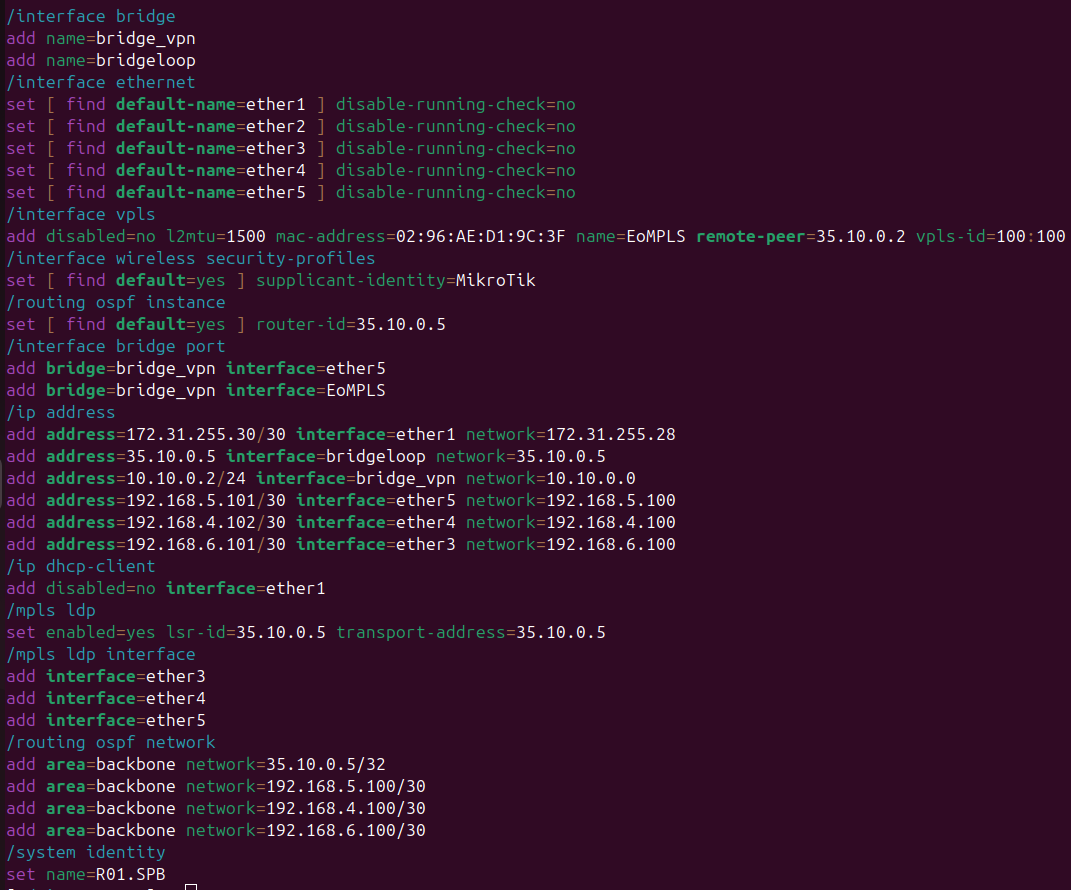 /interface bridge
add name=bridge_vpn
add name=bridgeloop
/interface ethernet
set [ find default-name=ether1 ] disable-running-check=no
set [ find default-name=ether2 ] disable-running-check=no
set [ find default-name=ether3 ] disable-running-check=no
set [ find default-name=ether4 ] disable-running-check=no
set [ find default-name=ether5 ] disable-running-check=no
/interface vpls
add disabled=no l2mtu=1500 mac-address=02:96:AE:D1:9C:3F name=EoMPLS remote-peer=35.10.0.2 vpls-id=100:100
/interface wireless security-profiles
set [ find default=yes ] supplicant-identity=MikroTik
/routing ospf instance
set [ find default=yes ] router-id=35.10.0.5
/interface bridge port
add bridge=bridge_vpn interface=ether5
add bridge=bridge_vpn interface=EoMPLS
/ip address
add address=172.31.255.30/30 interface=ether1 network=172.31.255.28
add address=35.10.0.5 interface=bridgeloop network=35.10.0.5
add address=10.10.0.2/24 interface=bridge_vpn network=10.10.0.0
add address=192.168.5.101/30 interface=ether5 network=192.168.5.100
add address=192.168.4.102/30 interface=ether4 network=192.168.4.100
add address=192.168.6.101/30 interface=ether3 network=192.168.6.100
/ip dhcp-client
add disabled=no interface=ether1
/mpls ldp
set enabled=yes lsr-id=35.10.0.5 transport-address=35.10.0.5
/mpls ldp interface
add interface=ether3
add interface=ether4
add interface=ether5
/routing ospf network
add area=backbone network=35.10.0.5/32
add area=backbone network=192.168.5.100/30
add area=backbone network=192.168.4.100/30
add area=backbone network=192.168.6.100/30
/system identity
set name=R01.SPB